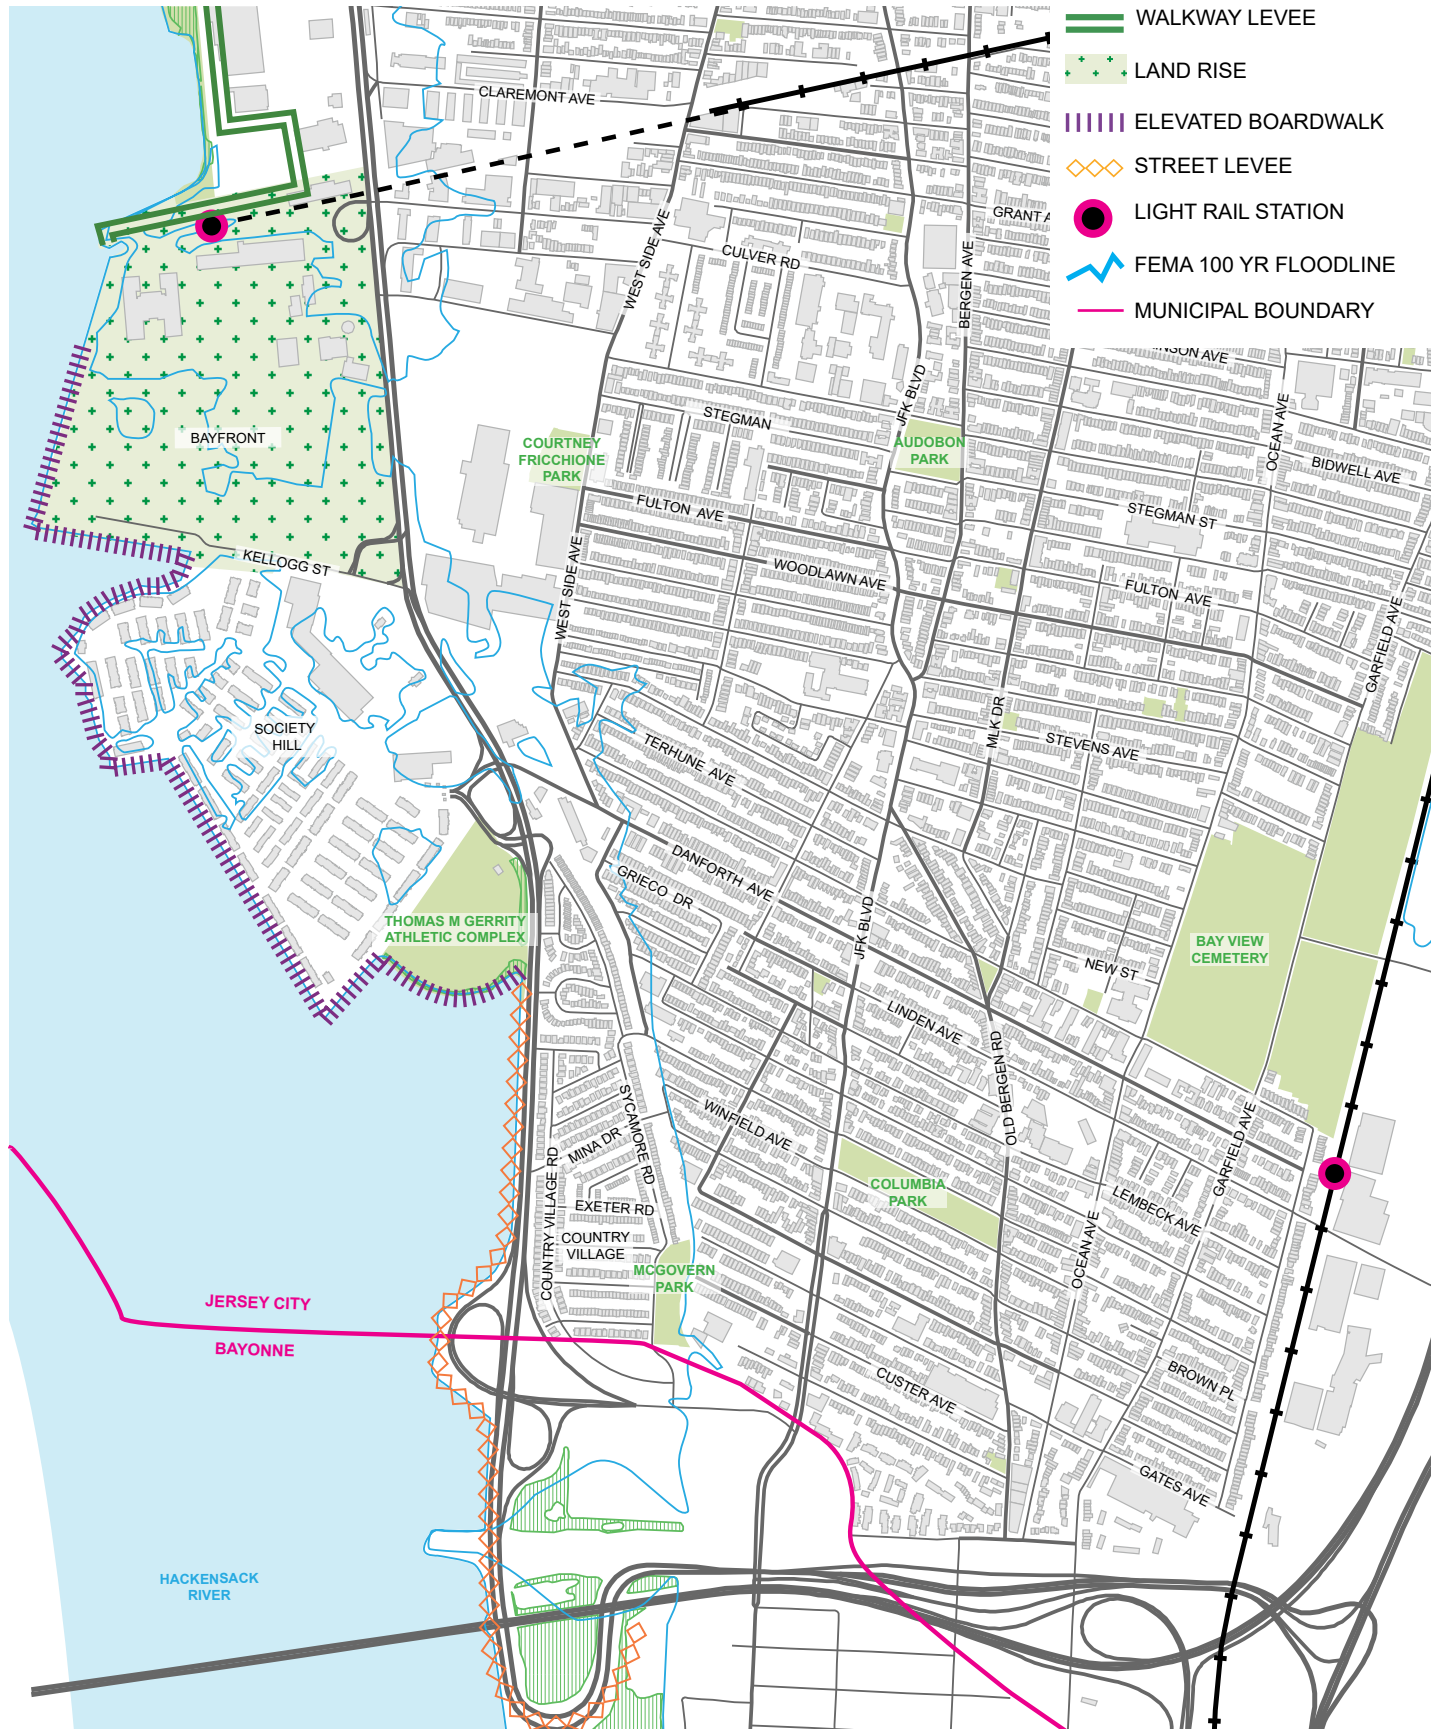 WALKWAY LEVEE
LAND RISE
ELEVATED BOARDWALK
STREET LEVEE
LIGHT RAIL STATION
FEMA 100 YR FLOODLINE
MUNICIPAL BOUNDARY
CLAREMONT AVE
GRANT A
WEST SIDE AVE
CULVER RD
BERGEN AVE
NSON AVE
JFK BLVD
STEGMAN
OCEAN AVE
BAYFRONT
COURTNEY
FRICCHIONE
PARK
AUDOBON
PARK
BIDWELL AVE
FULTON AVE
STEGMAN ST
KELLOGG ST
WEST SIDE AVE
WOODLAWN AVE
FULTON AVE
GARFIELD AVE
SOCIETY
HILL
MLK DR
TERHUNE AVE
STEVENS AVE
DANFORTH AVE
GRIECO DR
THOMAS M GERRITY
ATHLETIC COMPLEX
JFK BLVD
BAY VIEW
CEMETERY
NEW ST
LINDEN AVE
OLD BERGEN RD
SYCAMORE RD
WINFIELD AVE
MINA DR
COUNTRY VILLAGE RD
GARFIELD AVE
COLUMBIA
PARK
LEMBECK AVE
EXETER RD
COUNTRY
VILLAGE
OCEAN AVE
MCGOVERN
PARK
JERSEY CITY
BAYONNE
CUSTER AVE
BROWN PL
GATES AVE
HACKENSACK
RIVER